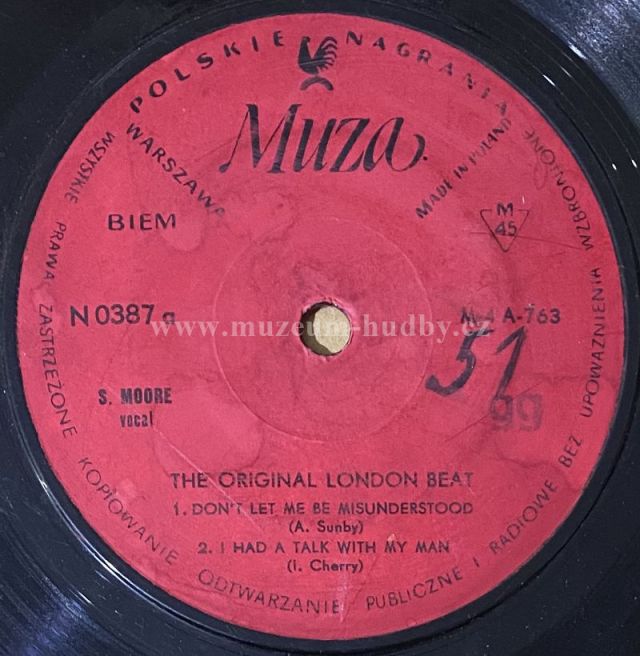 POLSKIE NAGRANIA
Muza
WARSZAWA
MADE IN POLAND
BIEM
M
45
N 0387 a
M-4 A-763
www.muzeum-hudby.cz
51
99
S. MOORE
vocal
THE ORIGINAL LONDON BEAT
1. DON'T LET ME BE MISUNDERSTOOD
(A. Sunby)
2. I HAD A TALK WITH MY MAN
(I. Cherry)
WSZYSTKIE PRAWA ZASTRZEŻONE KOPIOWANIE ODTWARZANIE PUBLICZNE I RADIOWE BEZ UPOWAŻNIENIA WZBRONIONE